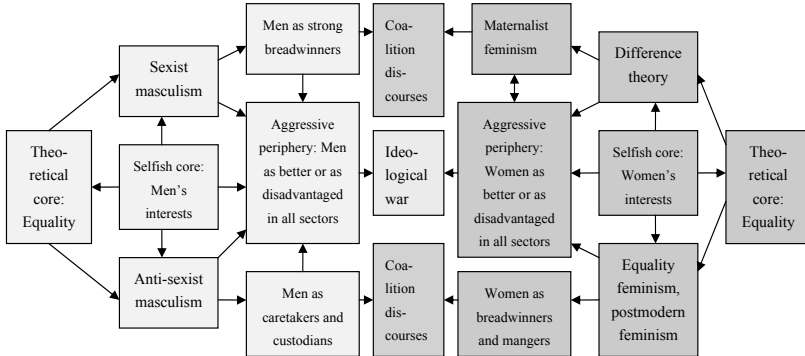 Men as strong
breadwinners
Coa-
lition
dis-
courses
Maternalist
feminism
Sexist
masculism
Difference
theory
Theo-
retical
core:
Equality
Selfish core:
Men’s
interests
Aggressive
periphery: Men
as better or as
disadvantaged
in all sectors
Ideo-
logical
war
Aggressive
periphery:
Women as
better or as
disadvantaged
in all sectors
Selfish core:
Women’s
interests
Theo-
retical
core:
Equality
Anti-sexist
masculism
Men as
caretakers and
custodians
Coa-
lition
dis-
courses
Women as
breadwinners
and mangers
Equality
feminism,
postmodern
feminism